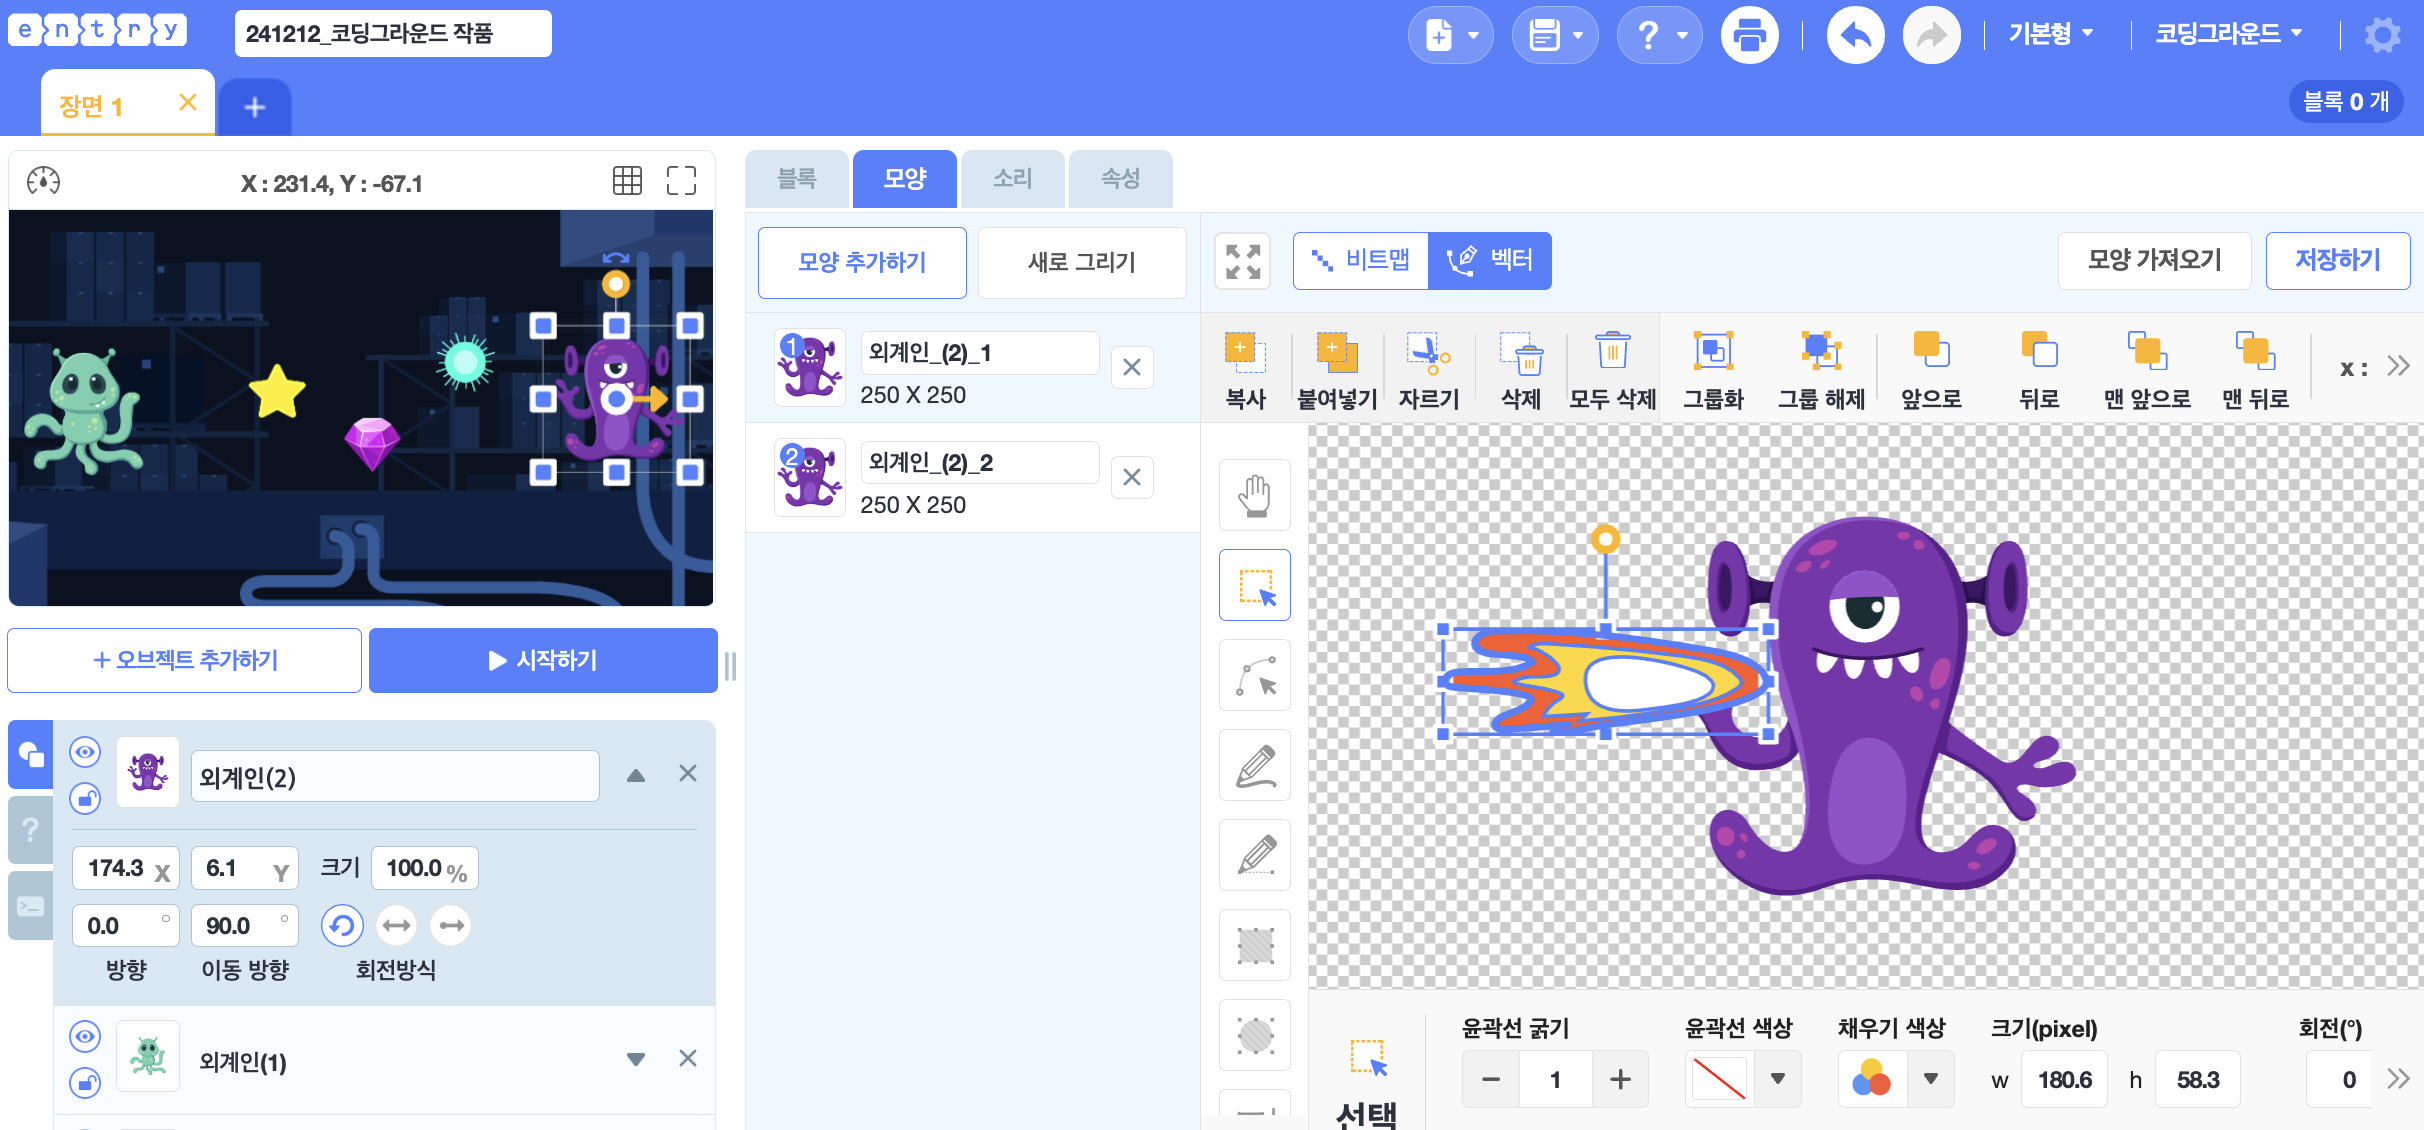 entry
241212_코딩그라운드 작품
기본형
코딩그라운드
장면 1
블록 0 개
X : 231.4, Y : -67.1
블록
모양
소리
속성
모양 추가하기
새로 그리기
비트맵
벡터
모양 가져오기
저장하기
1
외계인_(2)_1
250 X 250
2
외계인_(2)_2
250 X 250
복사
붙여넣기
자르기
삭제
모두 삭제
그룹화
그룹 해제
앞으로
뒤로
맨 앞으로
맨 뒤로
x :
+ 오브젝트 추가하기
시작하기
외계인(2)
174.3 X
6.1 Y
크기
100.0 %
0.0 °
90.0 °
방향
이동 방향
회전방식
외계인(1)
선택
윤곽선 굵기
1
윤곽선 색상
채우기 색상
크기(pixel)
w 180.6
h 58.3
회전(°)
0